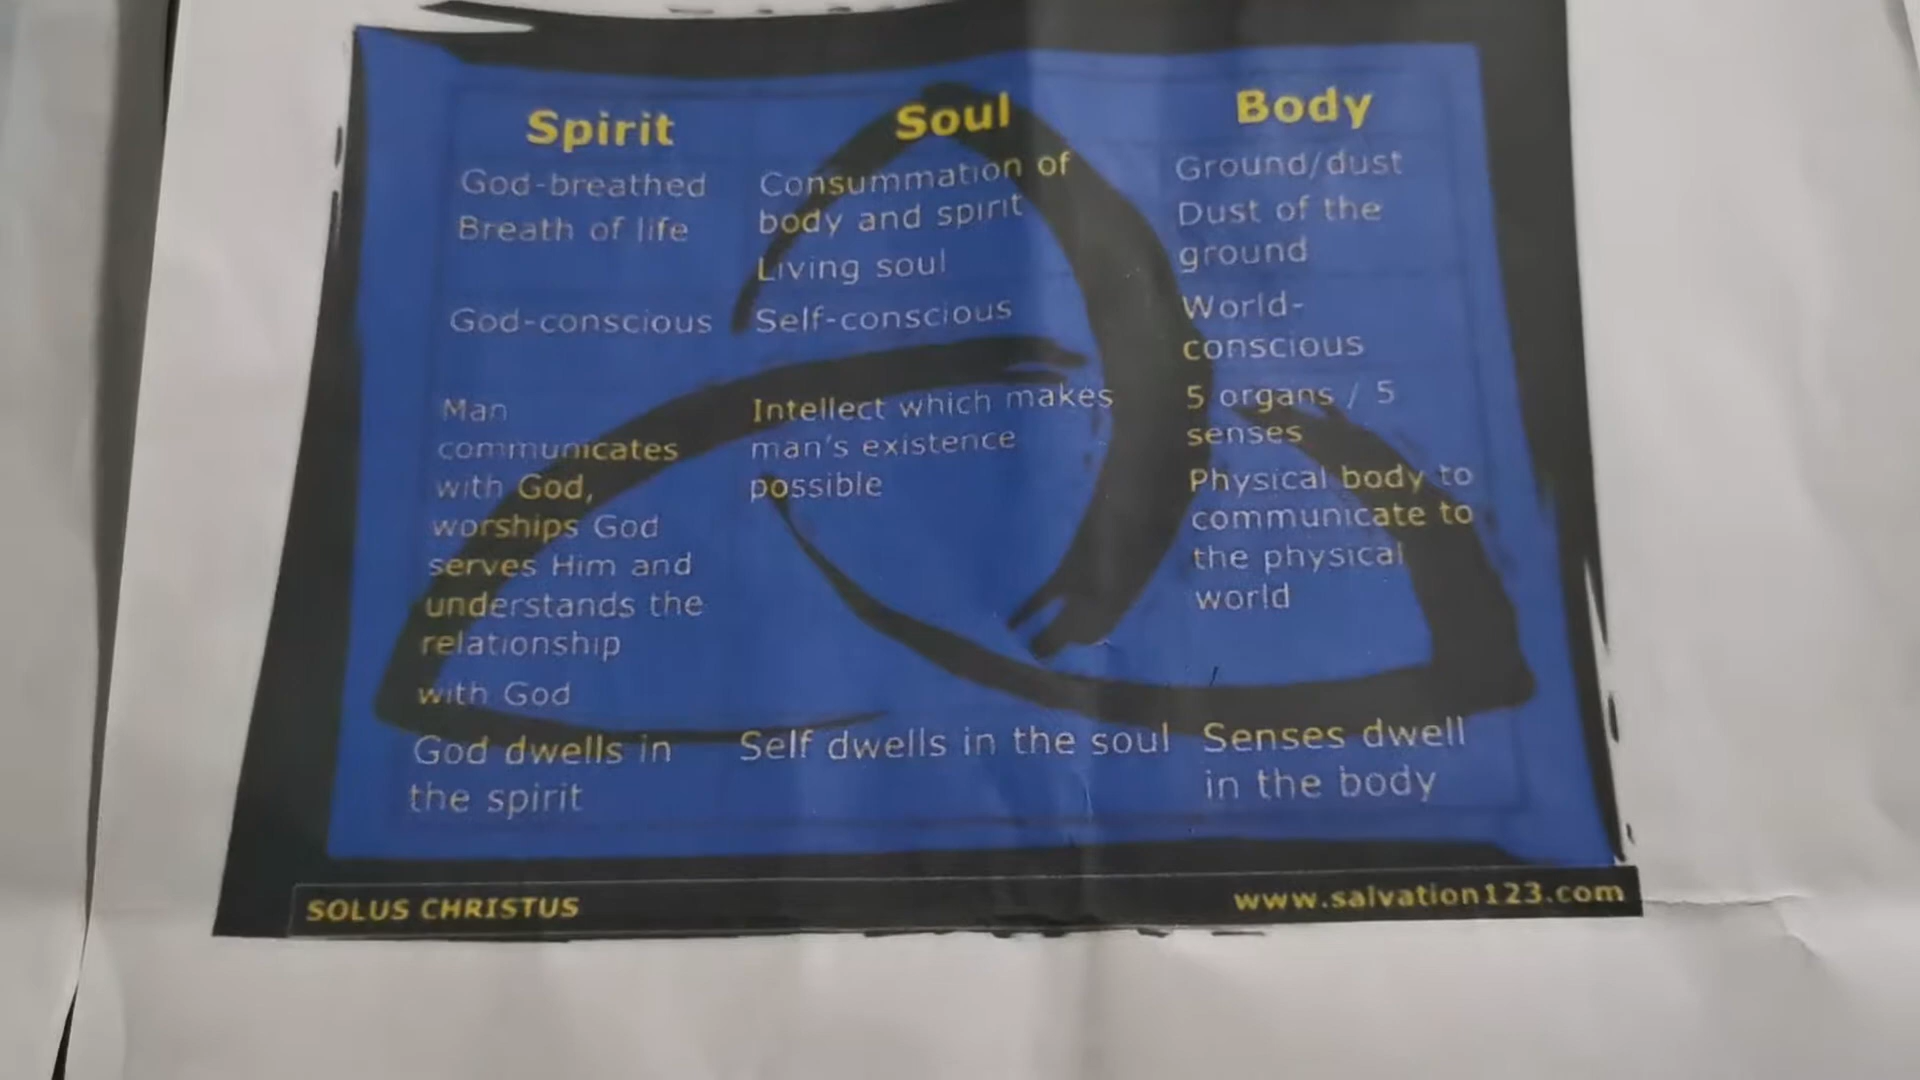 Spirit
God-breathed
Breath of life
God-conscious
Man
communicates
with God,
worships God
serves Him and
understands the
relationship
with God
God dwells in
the spirit
Soul
Consummation of
body and spirit
Living soul
Self-conscious
Intellect which makes
man's existence
possible
Self dwells in the soul
Body
Ground/dust
Dust of the
ground
World-
conscious
5 organs / 5
senses
Physical body to
communicate to
the physical
world
Senses dwell
in the body
SOLUS CHRISTUS
www.salvation123.com